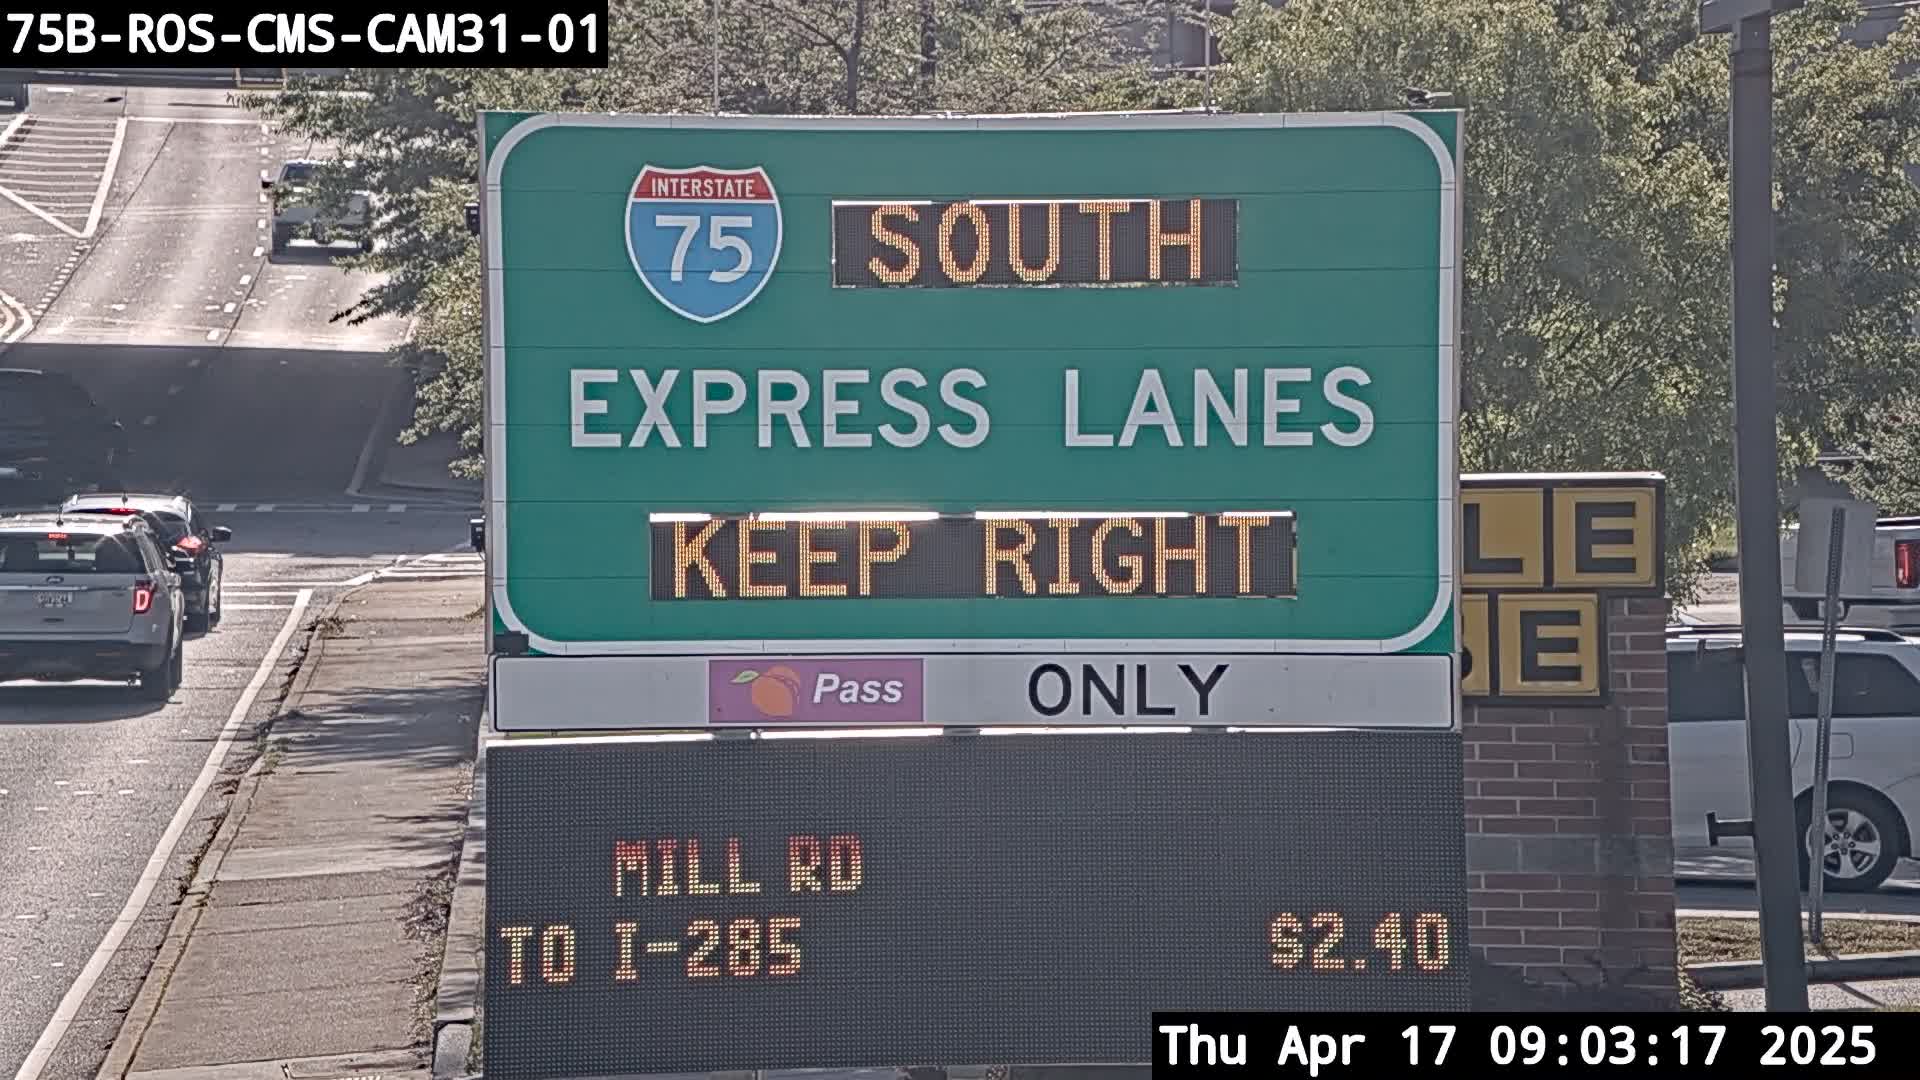 75B-ROS-CMS-CAM31-01
INTERSTATE
75
SOUTH
EXPRESS LANES
KEEP RIGHT
Pass ONLY
MILL RD
TO I-285 $2.40
LE
E
Thu Apr 17 09:03:17 2025